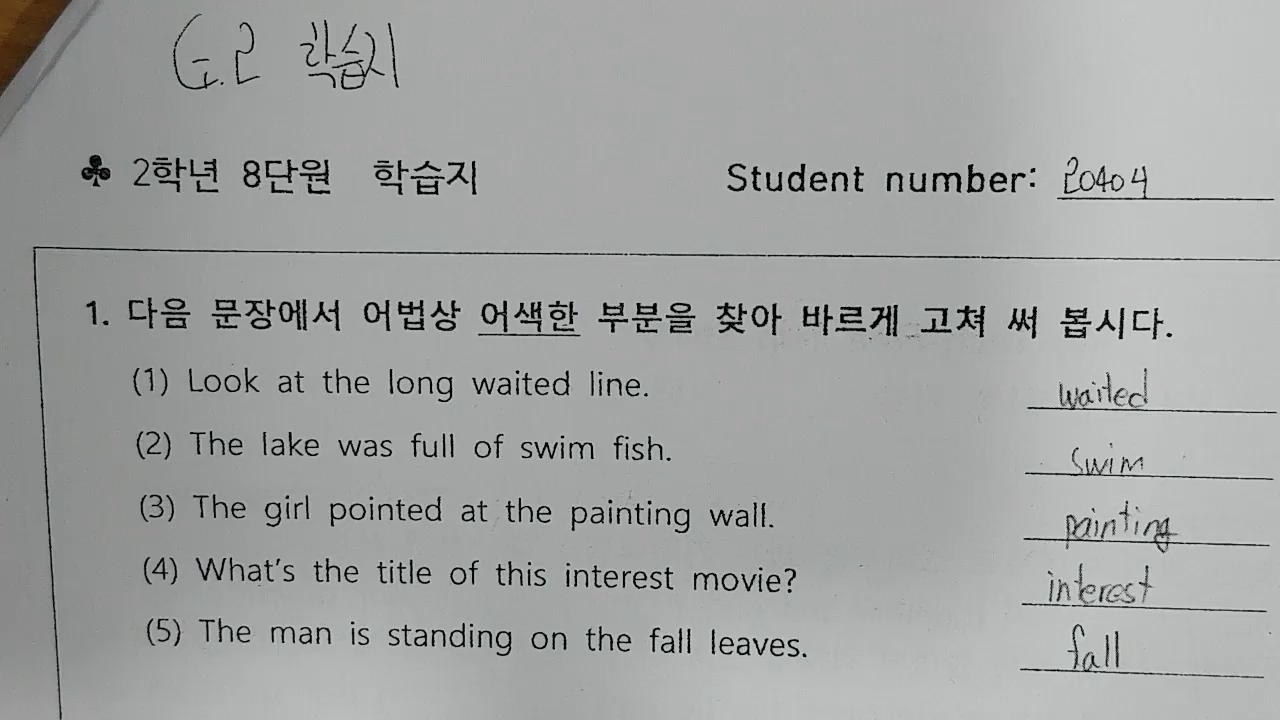 G.2 학습지
♣ 2학년 8단원 학습지 Student number: 20404
1. 다음 문장에서 어법상 어색한 부분을 찾아 바르게 고쳐 써 봅시다.
(1) Look at the long waited line. waited
(2) The lake was full of swim fish. swim
(3) The girl pointed at the painting wall. painting
(4) What's the title of this interest movie? interest
(5) The man is standing on the fall leaves. fall